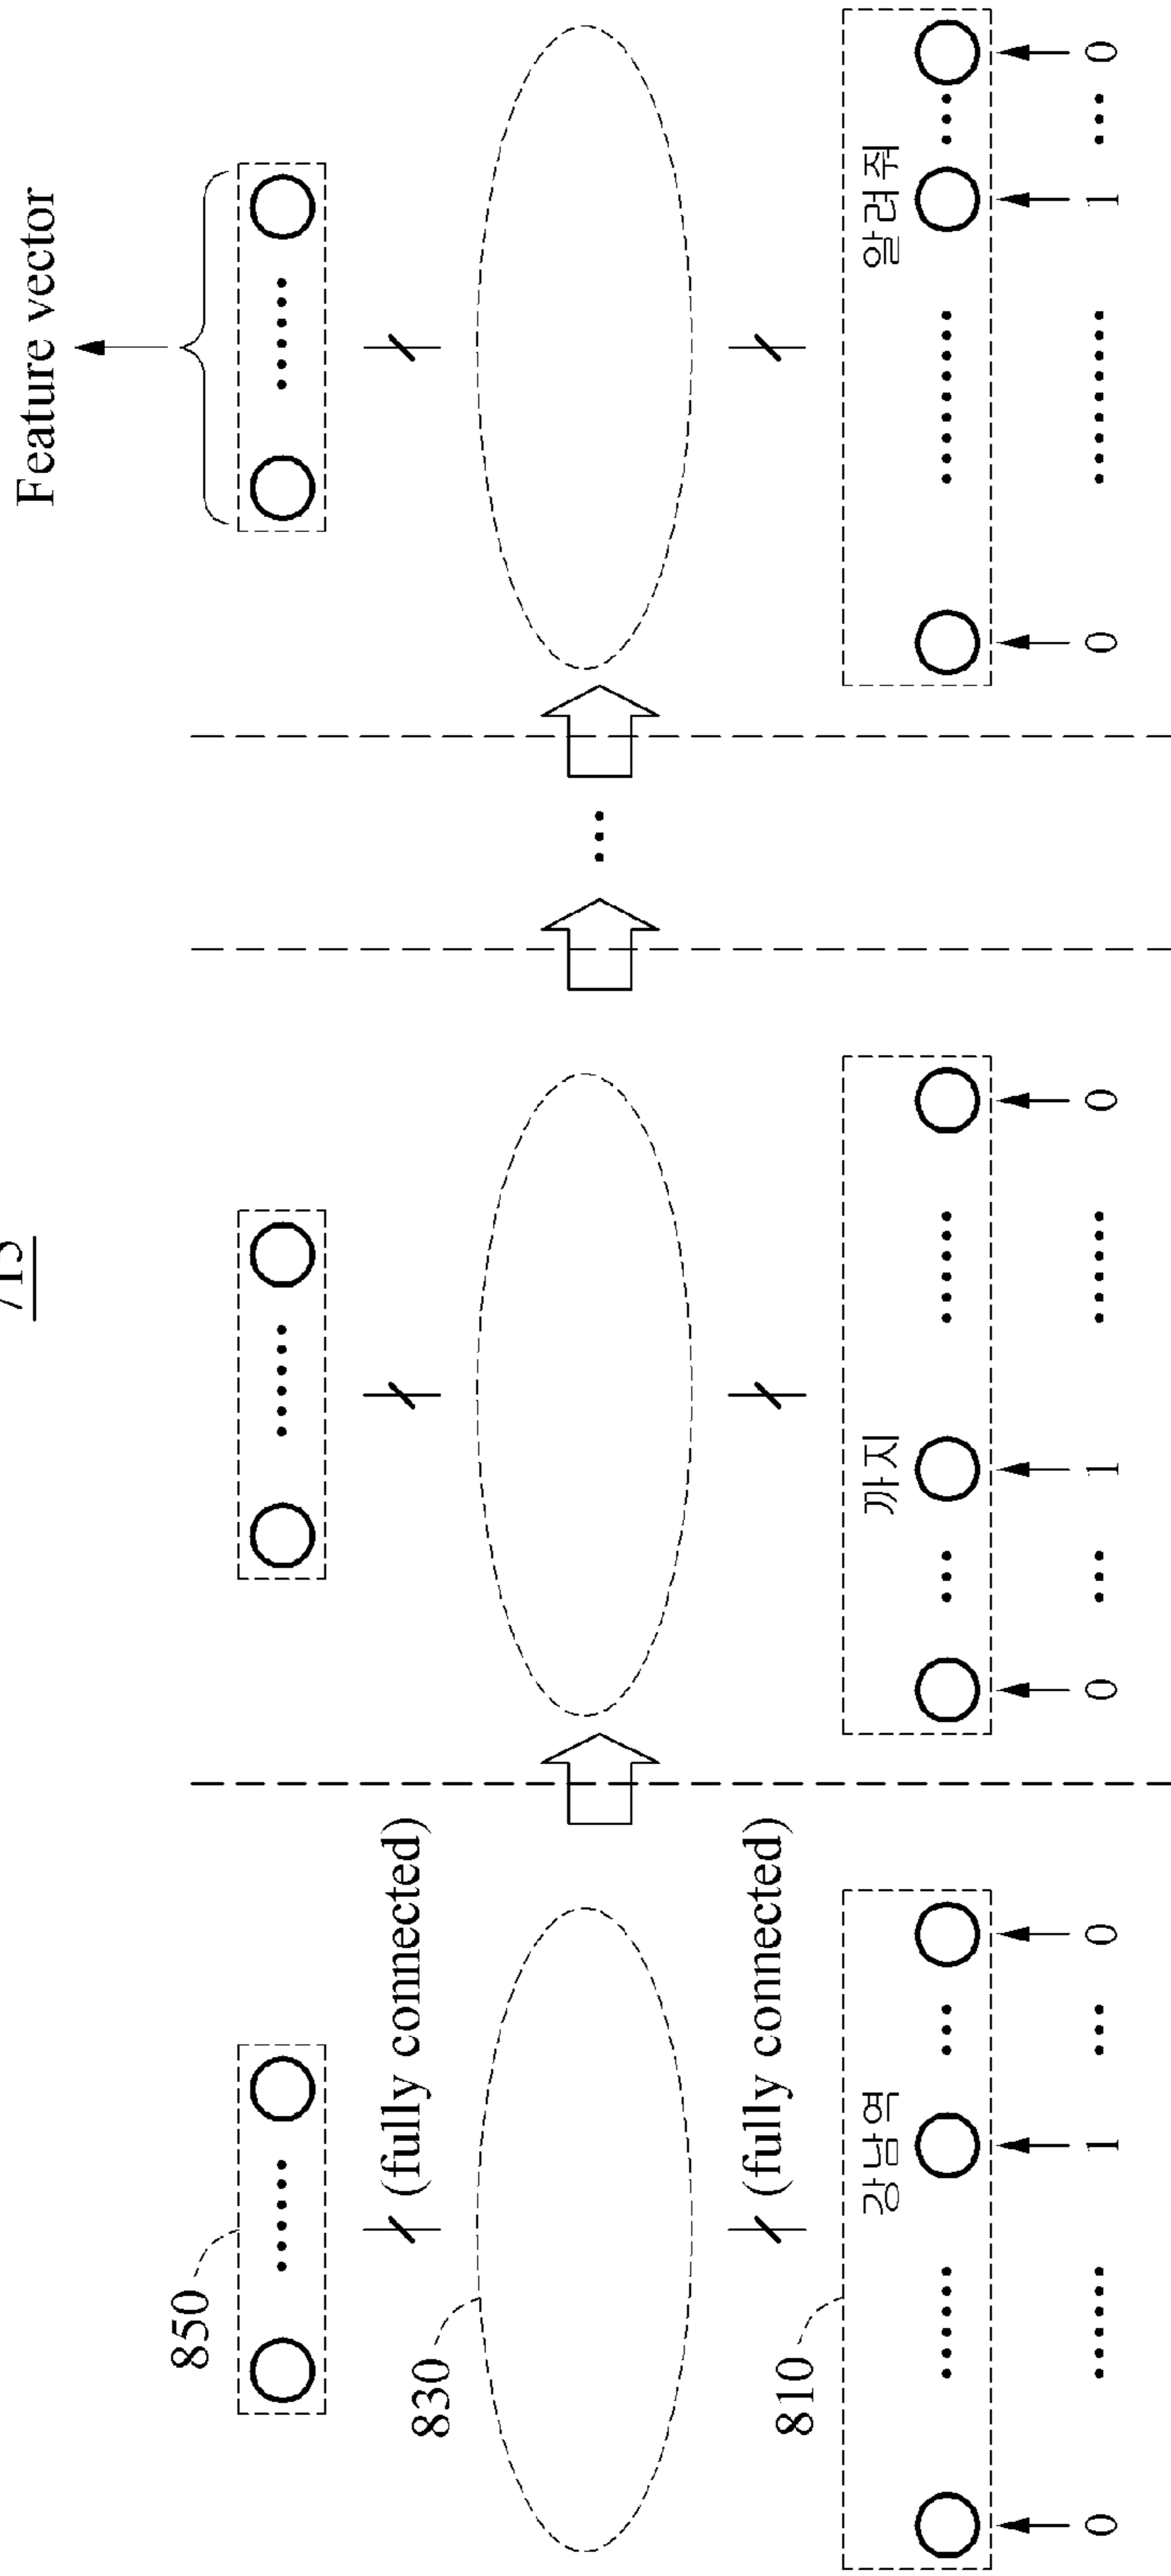 Feature vector
850
(fully connected)
830
...
(fully connected)
810
강남역 까지 알려줘
0 ...... 1 ... 0 0 ... 1 ...... 0 0 ......... 1 ... 0